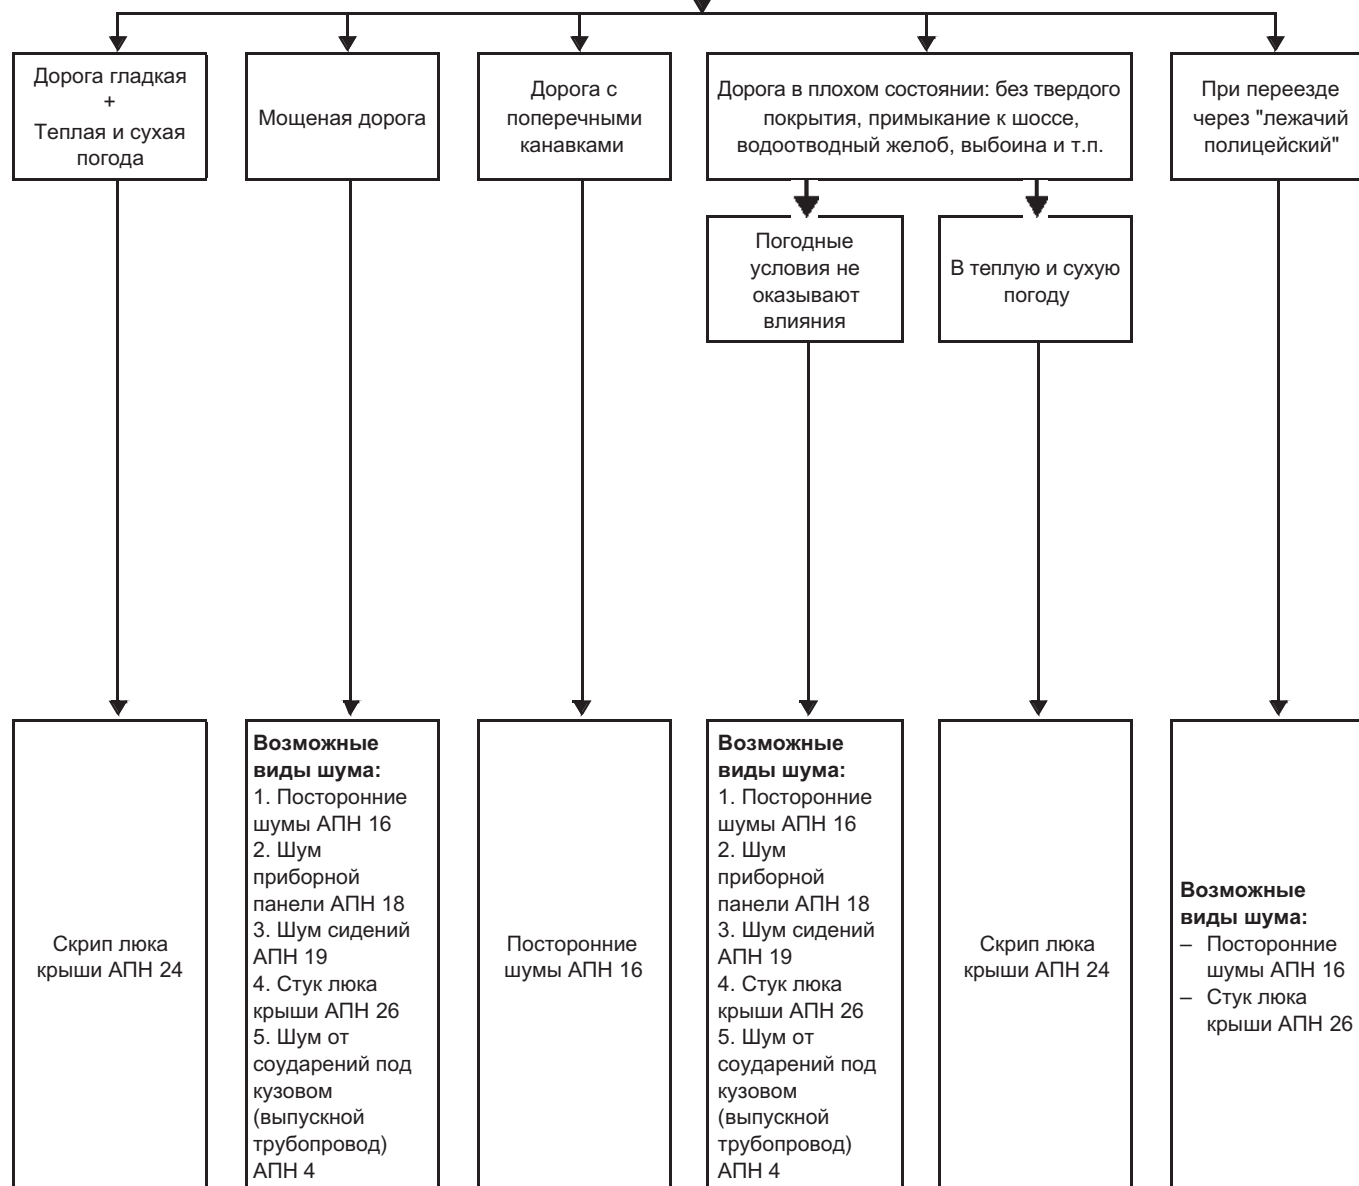 Дорога гладкая
+
Теплая и сухая
погода
Мощеная дорога
Дорога с
поперечными
канавками
Дорога в плохом состоянии: без твердого
покрытия, примыкание к шоссе,
водоотводный желоб, выбоина и т.п.
При переезде
через "лежачий
полицейский"
Погодные
условия не
оказывают
влияния
В теплую и сухую
погоду
Скрип люка
крыши АПН 24
Возможные
виды шума:
1. Посторонние
шумы АПН 16
2. Шум
приборной
панели АПН 18
3. Шум сидений
АПН 19
4. Стук люка
крыши АПН 26
5. Шум от
соударений под
кузовом
(выпускной
трубопровод)
АПН 4
Посторонние
шумы АПН 16
Возможные
виды шума:
1. Посторонние
шумы АПН 16
2. Шум
приборной
панели АПН 18
3. Шум сидений
АПН 19
4. Стук люка
крыши АПН 26
5. Шум от
соударений под
кузовом
(выпускной
трубопровод)
АПН 4
Скрип люка
крыши АПН 24
Возможные
виды шума:
– Посторонние
шумы АПН 16
– Стук люка
крыши АПН 26